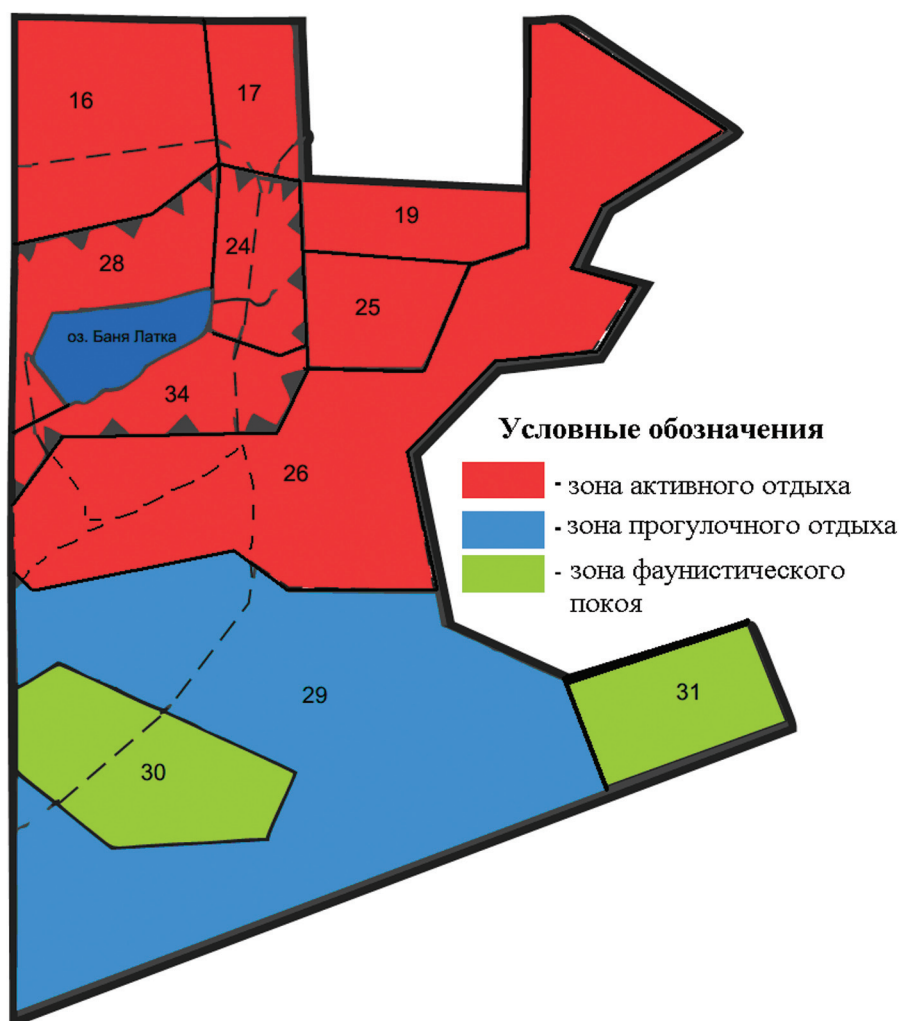 16
17
19
24
28
25
оз. Баня Латка
34
Условные обозначения
26
- зона активного отдыха
- зона прогулочного отдыха
- зона фаунистического
покоя
29
31
30